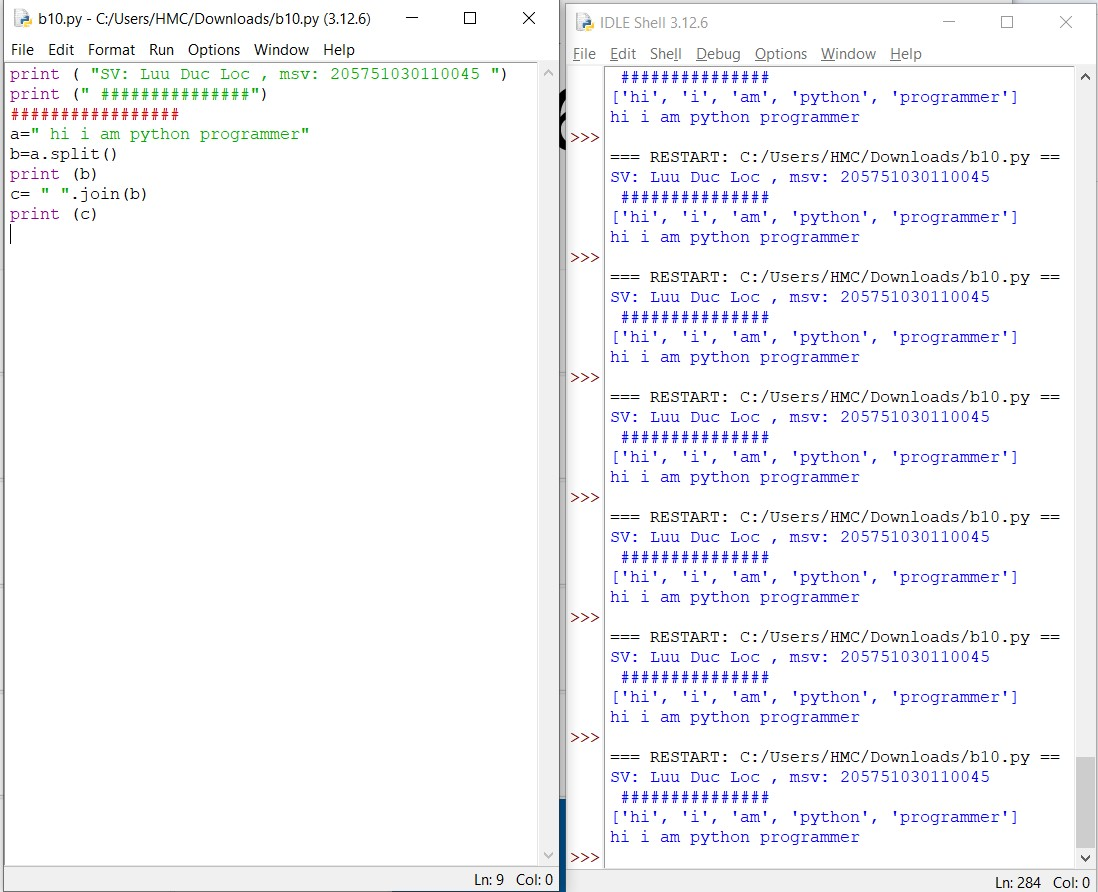 b10.py - C:/Users/HMC/Downloads/b10.py (3.12.6)
File Edit Format Run Options Window Help
print ( "SV: Luu Duc Loc , msv: 205751030110045 ")
print (" ###############")
#################
a=" hi i am python programmer"
b=a.split()
print (b)
c= " ".join(b)
print (c)
Ln: 9 Col: 0
IDLE Shell 3.12.6
File Edit Shell Debug Options Window Help
###############
['hi', 'i', 'am', 'python', 'programmer']
hi i am python programmer
>>>
=== RESTART: C:/Users/HMC/Downloads/b10.py ==
SV: Luu Duc Loc , msv: 205751030110045
###############
['hi', 'i', 'am', 'python', 'programmer']
hi i am python programmer
>>>
=== RESTART: C:/Users/HMC/Downloads/b10.py ==
SV: Luu Duc Loc , msv: 205751030110045
###############
['hi', 'i', 'am', 'python', 'programmer']
hi i am python programmer
>>>
=== RESTART: C:/Users/HMC/Downloads/b10.py ==
SV: Luu Duc Loc , msv: 205751030110045
###############
['hi', 'i', 'am', 'python', 'programmer']
hi i am python programmer
>>>
=== RESTART: C:/Users/HMC/Downloads/b10.py ==
SV: Luu Duc Loc , msv: 205751030110045
###############
['hi', 'i', 'am', 'python', 'programmer']
hi i am python programmer
>>>
=== RESTART: C:/Users/HMC/Downloads/b10.py ==
SV: Luu Duc Loc , msv: 205751030110045
###############
['hi', 'i', 'am', 'python', 'programmer']
hi i am python programmer
>>>
=== RESTART: C:/Users/HMC/Downloads/b10.py ==
SV: Luu Duc Loc , msv: 205751030110045
###############
['hi', 'i', 'am', 'python', 'programmer']
hi i am python programmer
>>>
Ln: 284 Col: 0